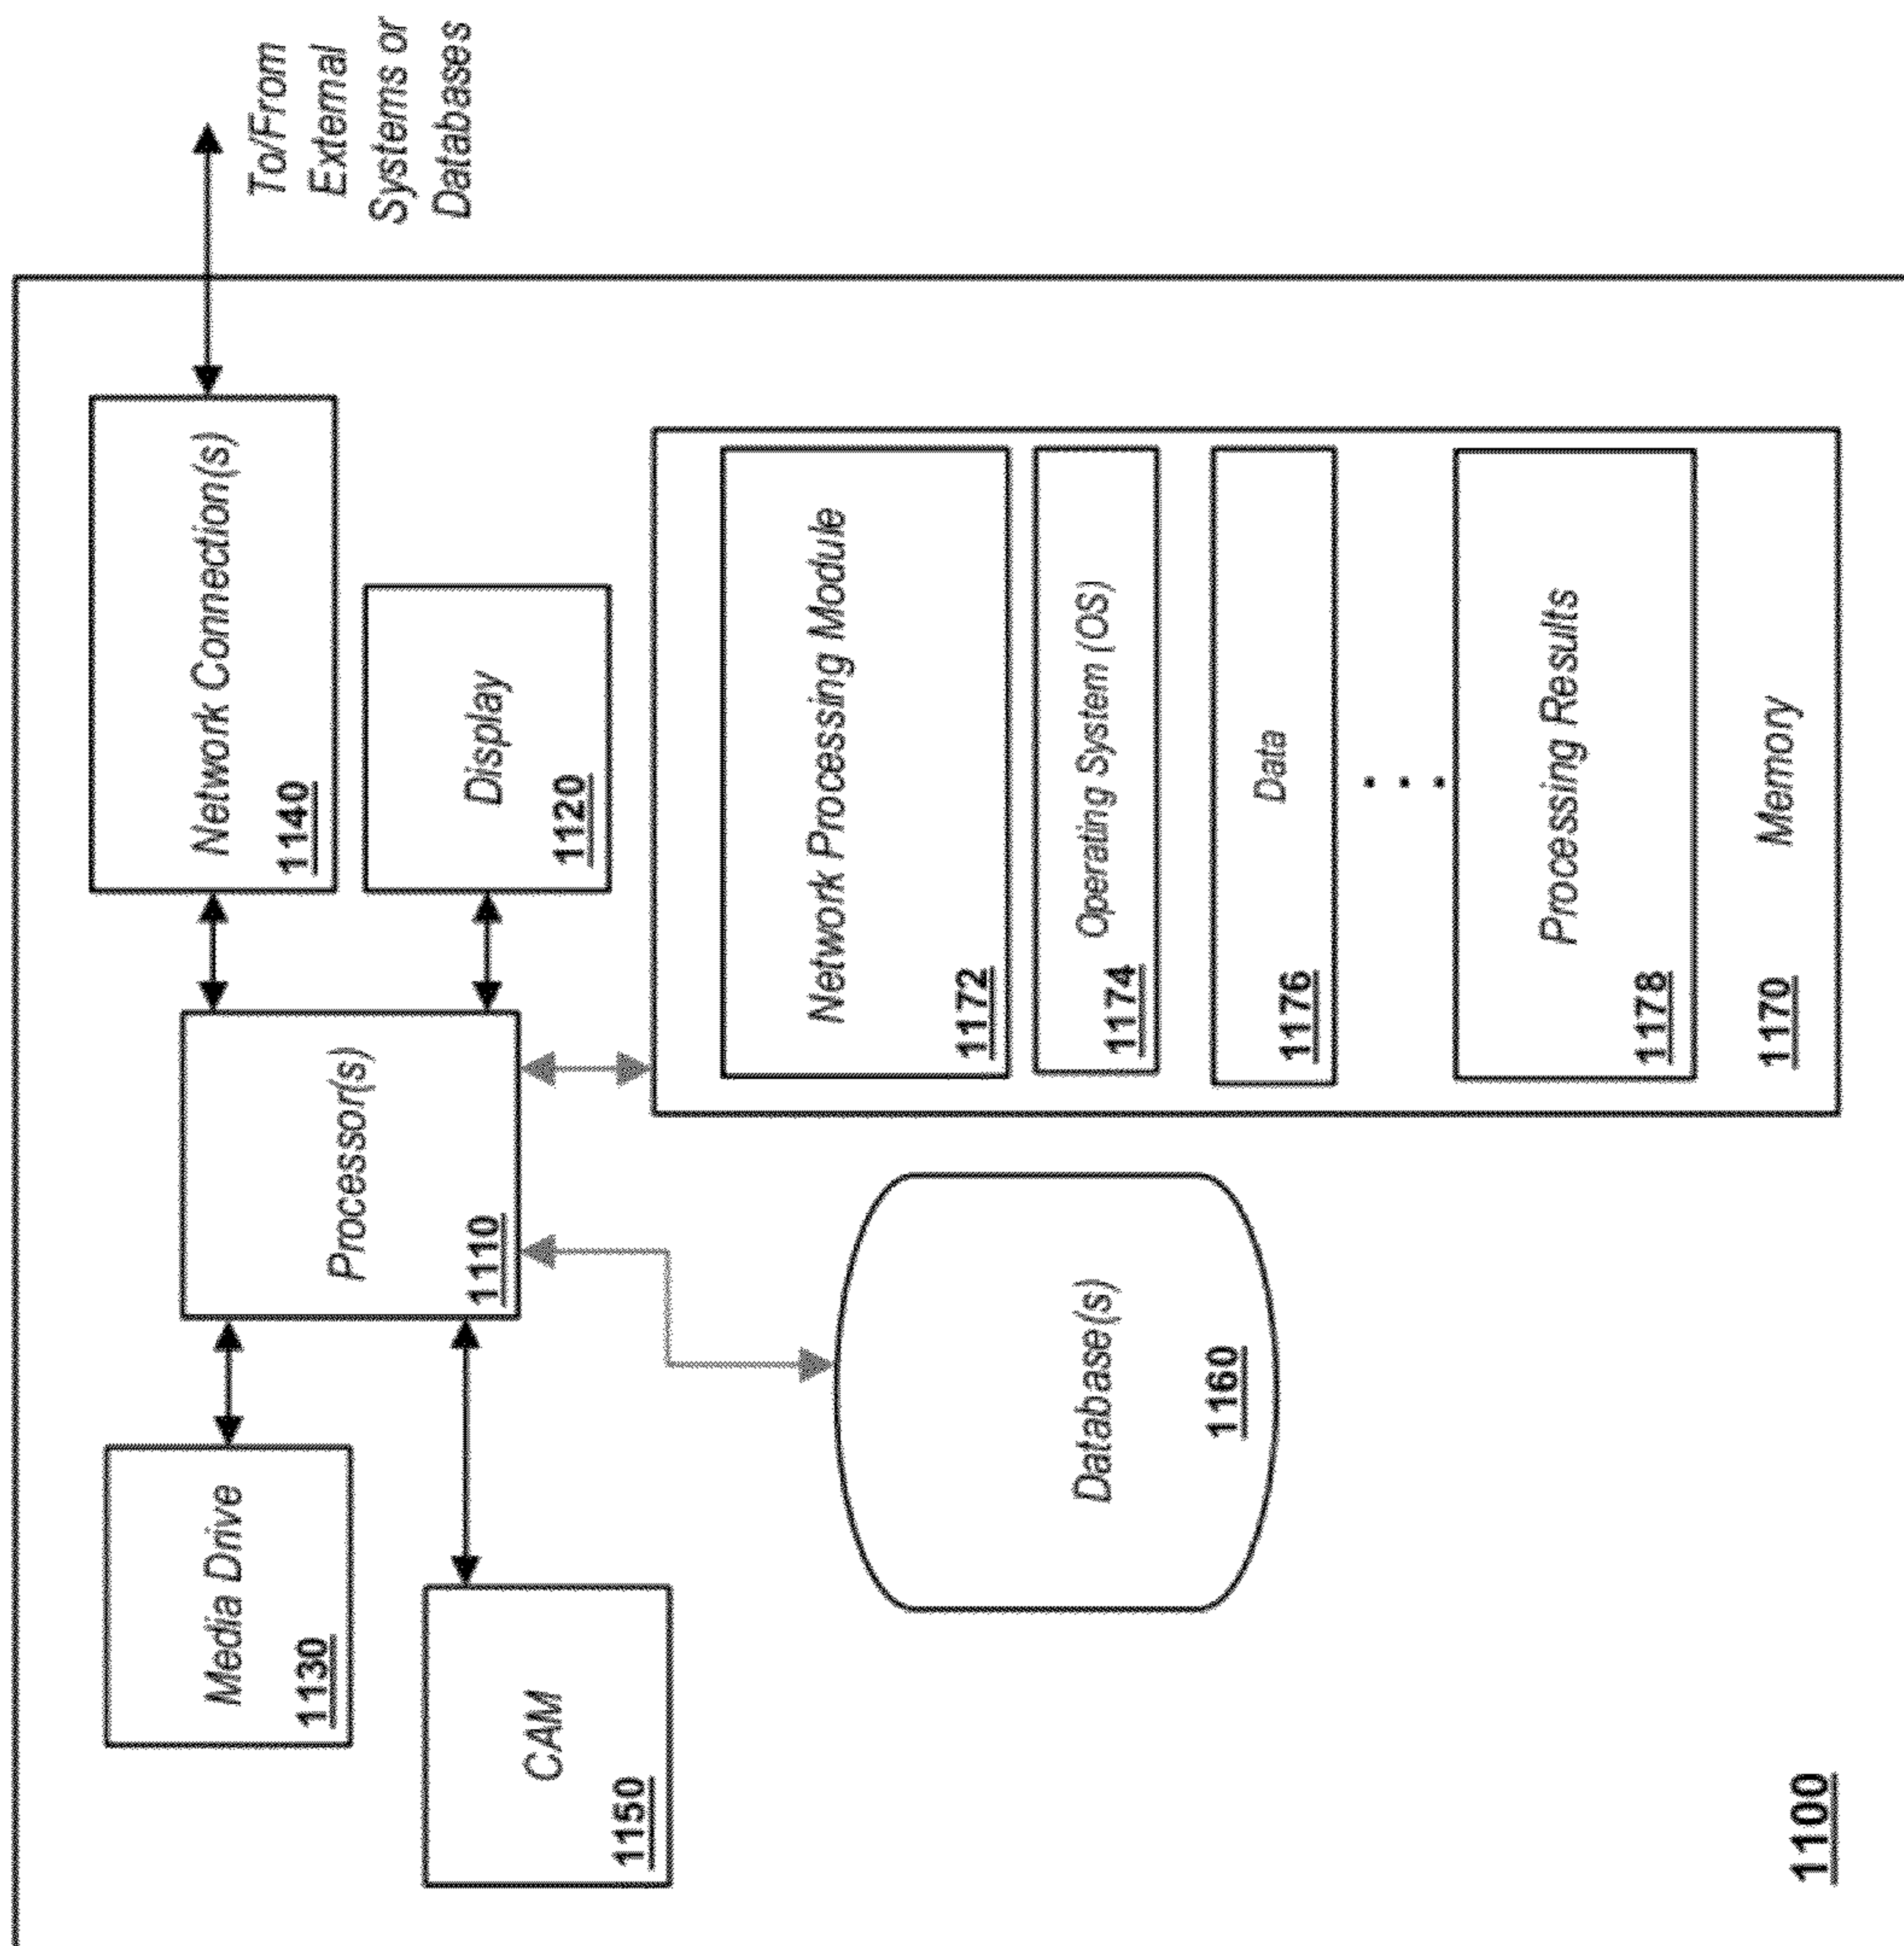 To/From
External
Systems or
Databases
Media Drive
1130
Processor(s)
1110
Network Connection(s)
1140
CAM
1150
Display
1120
Database(s)
1160
Network Processing Module
1172
Operating System (OS)
1174
Data
1176
. . .
Processing Results
1178
Memory
1170
1100